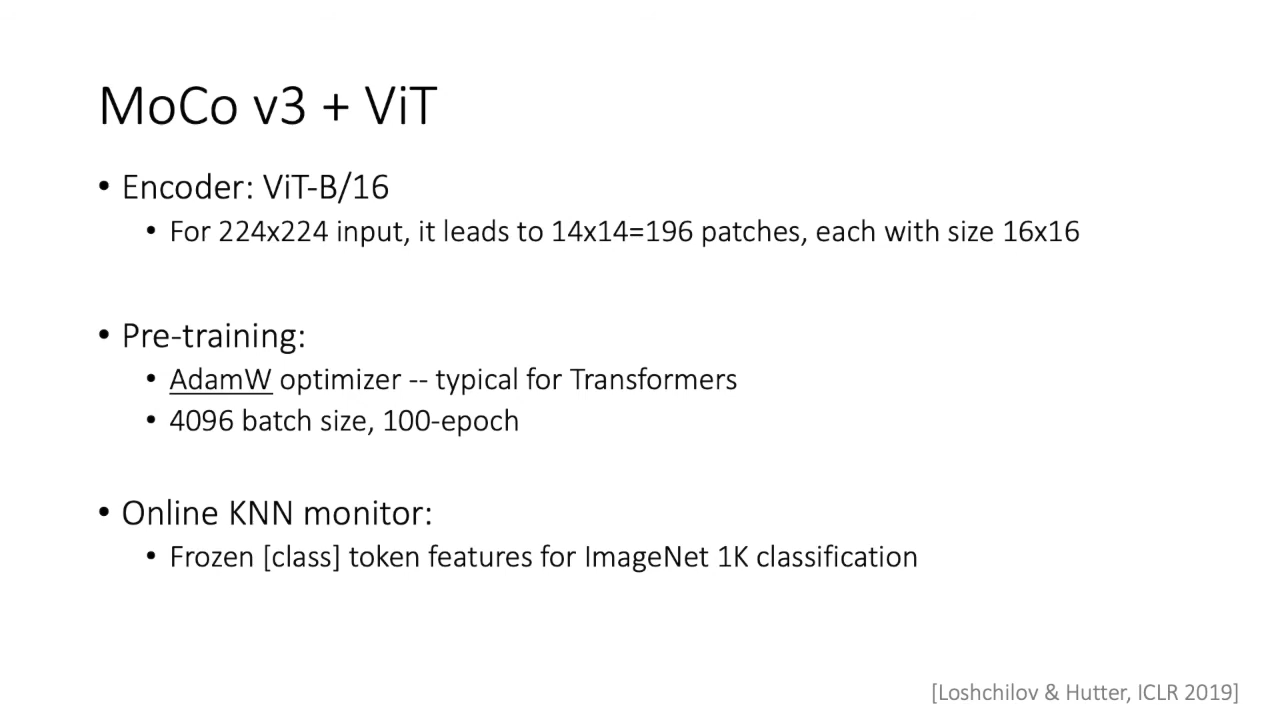 MoCo v3 + ViT
• Encoder: ViT-B/16
• For 224x224 input, it leads to 14x14=196 patches, each with size 16x16
• Pre-training:
• AdamW optimizer -- typical for Transformers
• 4096 batch size, 100-epoch
• Online KNN monitor:
• Frozen [class] token features for ImageNet 1K classification
[Loshchilov & Hutter, ICLR 2019]